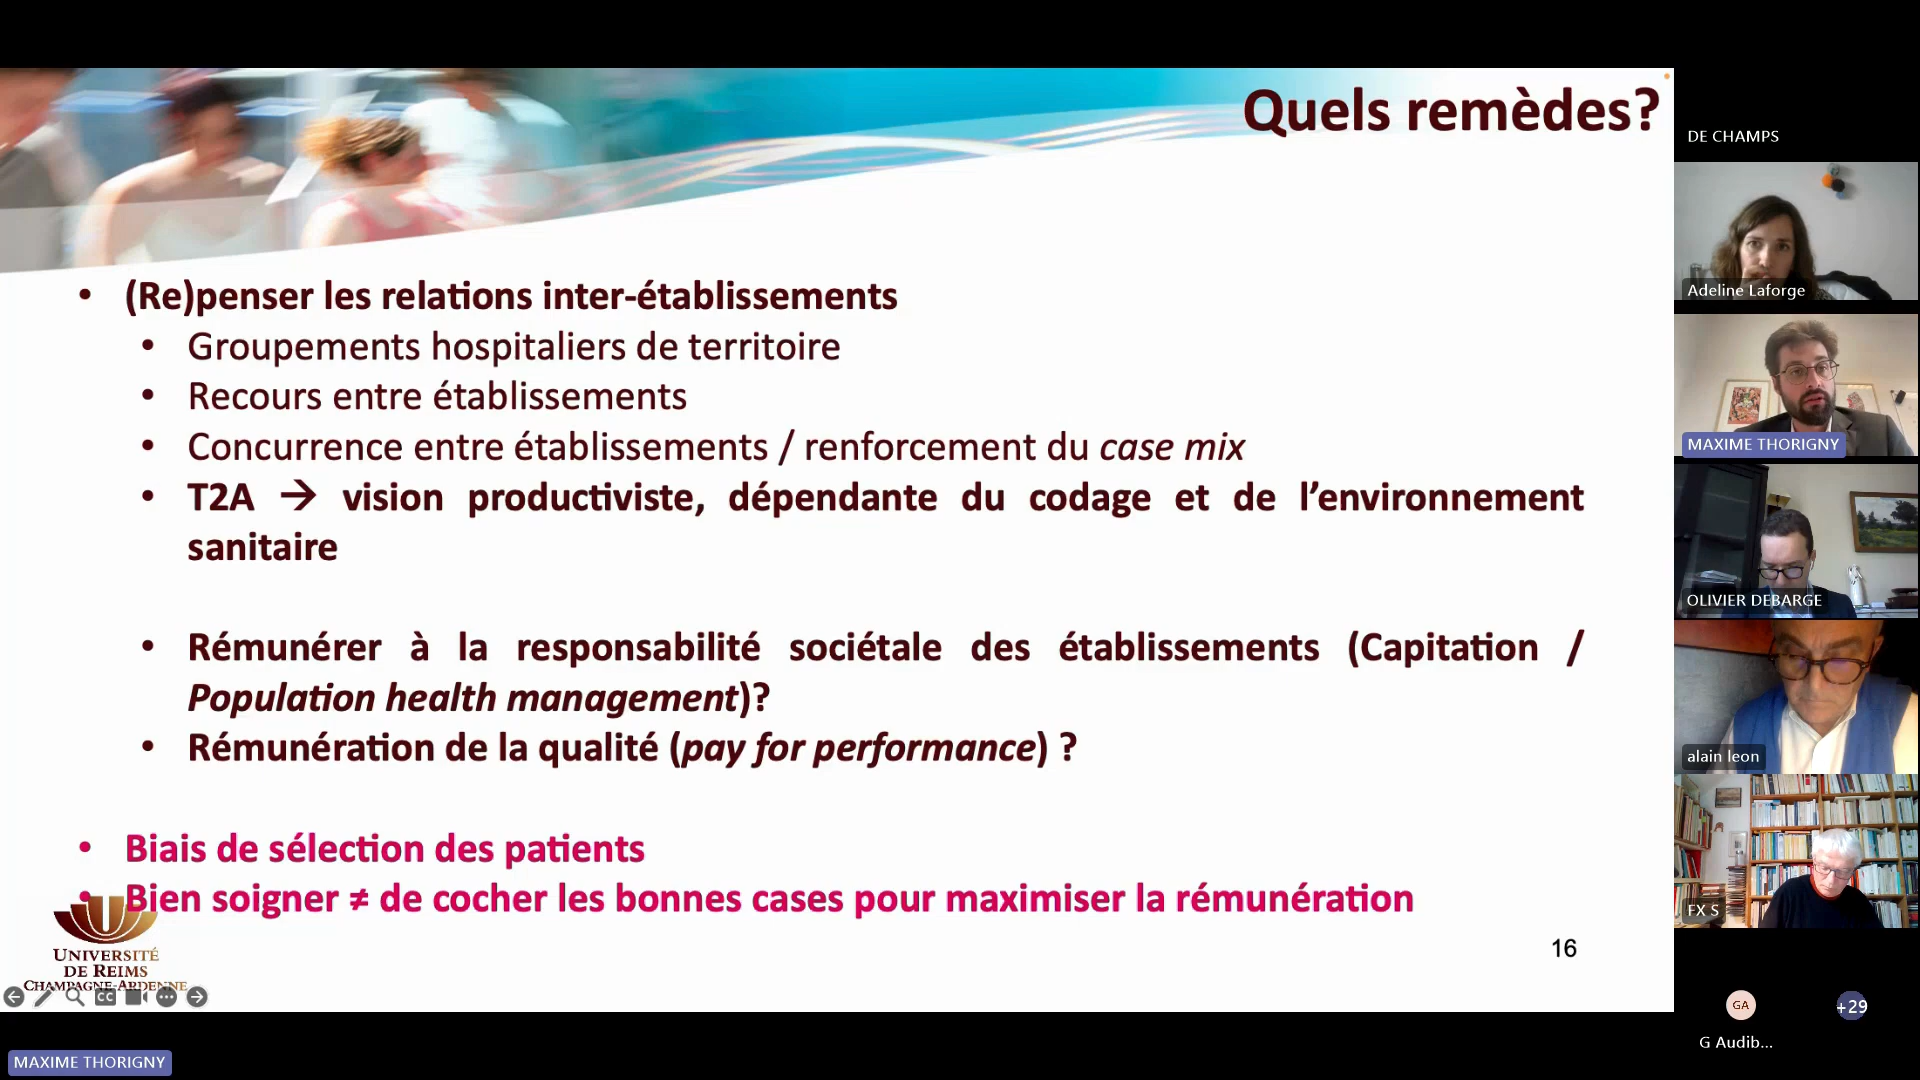 Quels remèdes?
• (Re)penser les relations inter-établissements
• Groupements hospitaliers de territoire
• Recours entre établissements
• Concurrence entre établissements / renforcement du case mix
• T2A → vision productiviste, dépendante du codage et de l’environnement
sanitaire
• Rémunérer à la responsabilité sociétale des établissements (Capitation /
Population health management)?
• Rémunération de la qualité (pay for performance) ?
• Biais de sélection des patients
• Bien soigner ≠ de cocher les bonnes cases pour maximiser la rémunération
UNIVERSITÉ
DE REIMS
CHAMPAGNE-ARDENNE
CC
16
MAXIME THORIGNY
DE CHAMPS
Adeline Laforge
MAXIME THORIGNY
OLIVIER DEBARGE
alain leon
FX S
GA
+29
G Audib...